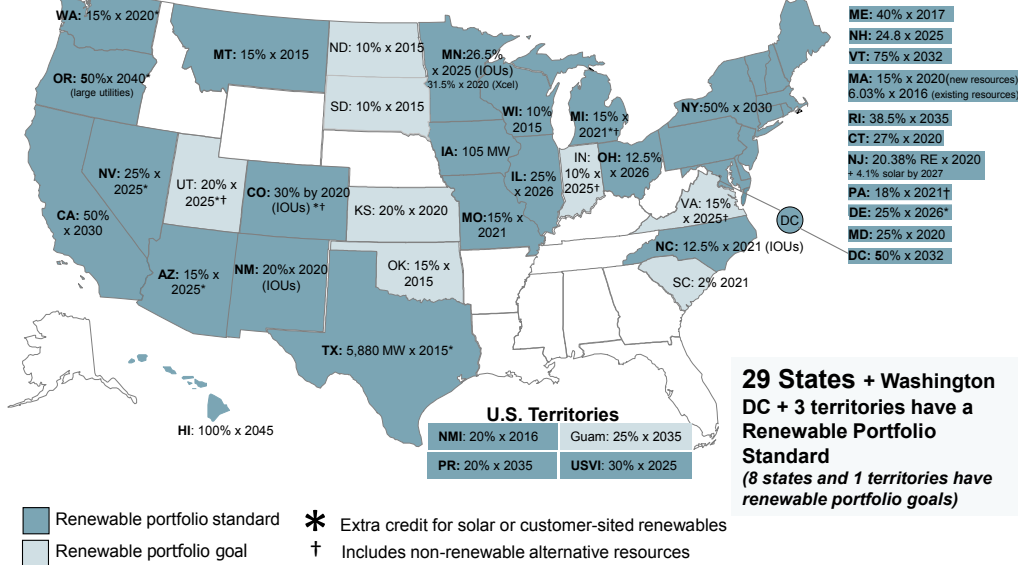 WA: 15% x 2020*
OR: 50%x 2040*
(large utilities)
CA: 50%
x 2030
NV: 25% x
2025*
MT: 15% x 2015
UT: 20% x
2025*†
AZ: 15% x
2025*
CO: 30% by 2020
(IOUs) *†
NM: 20%x 2020
(IOUs)
ND: 10% x 2015
SD: 10% x 2015
KS: 20% x 2020
OK: 15% x
2015
TX: 5,880 MW x 2015*
MN:26.5%
x 2025 (IOUs)
31.5% x 2020 (Xcel)
IA: 105 MW
MO:15% x
2021
WI: 10%
2015
IL: 25%
x 2026
MI: 15% x
2021*†
IN:
10% x
2025†
OH: 12.5%
x 2026
NY:50% x 2030
VA: 15%
x 2025†
NC: 12.5% x 2021 (IOUs)
SC: 2% 2021
DC
HI: 100% x 2045
ME: 40% x 2017
NH: 24.8 x 2025
VT: 75% x 2032
MA: 15% x 2020(new resources)
6.03% x 2016 (existing resources)
RI: 38.5% x 2035
CT: 27% x 2020
NJ: 20.38% RE x 2020
+ 4.1% solar by 2027
PA: 18% x 2021†
DE: 25% x 2026*
MD: 25% x 2020
DC: 50% x 2032
U.S. Territories
NMI: 20% x 2016
Guam: 25% x 2035
PR: 20% x 2035
USVI: 30% x 2025
29 States + Washington
DC + 3 territories have a
Renewable Portfolio
Standard
(8 states and 1 territories have
renewable portfolio goals)
Renewable portfolio standard
Renewable portfolio goal
* Extra credit for solar or customer-sited renewables
† Includes non-renewable alternative resources